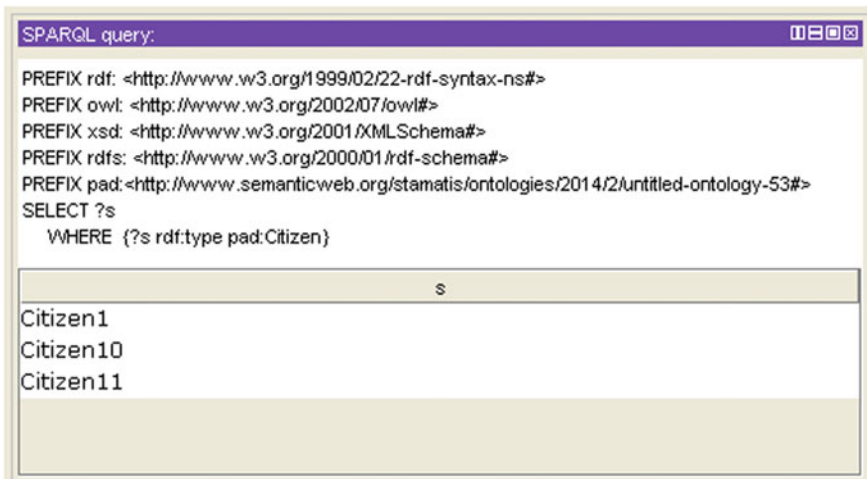 SPARQL query:
PREFIX rdf: <http://www.w3.org/1999/02/22-rdf-syntax-ns#>
PREFIX owl: <http://www.w3.org/2002/07/owl#>
PREFIX xsd: <http://www.w3.org/2001/XMLSchema#>
PREFIX rdfs: <http://www.w3.org/2000/01/rdf-schema#>
PREFIX pad:<http://www.semanticweb.org/stamatis/ontologies/2014/2/untitled-ontology-53#>
SELECT ?s
WHERE {?s rdf:type pad:Citizen}
s
Citizen1
Citizen10
Citizen11